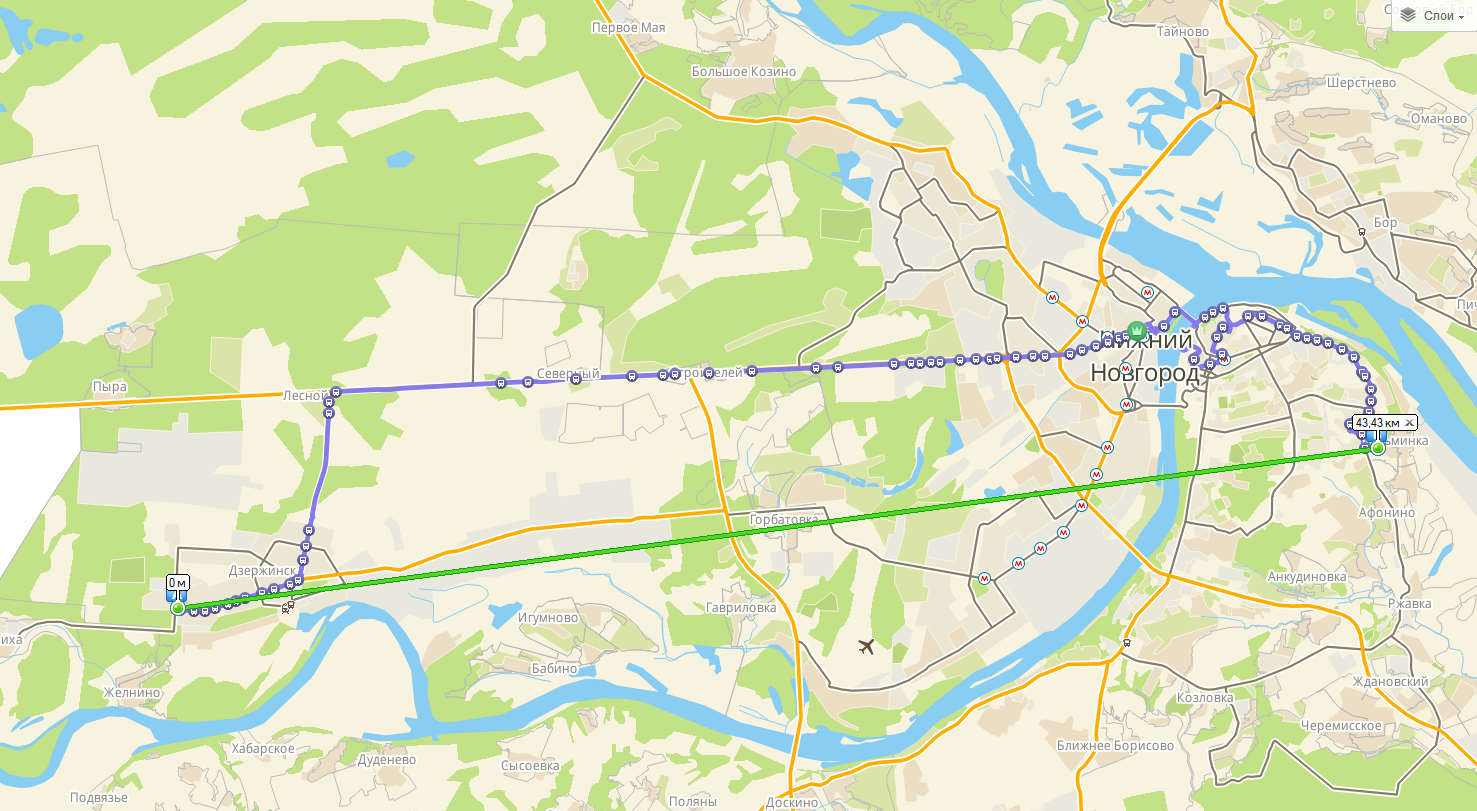 Слои
Первое Мая
Тайново
Большое Козино
Шерстнево
Оманово
Бор
Пыра
Лесной
Северный
Нижний
Новгород
43,43 км
ьминка
Афонино
Горбатовка
Дзержинск
0 м
Анкудиновка
Ржавка
Гавриловка
Игумново
Бабино
Желнино
Ждановский
Козловка
Черемисское
Хабарское
Дуденево
Сысоевка
Ближнее Борисово
Подвязье
Поляны
Доскино
М
М
М
М
М
М
М
М
М
М
М